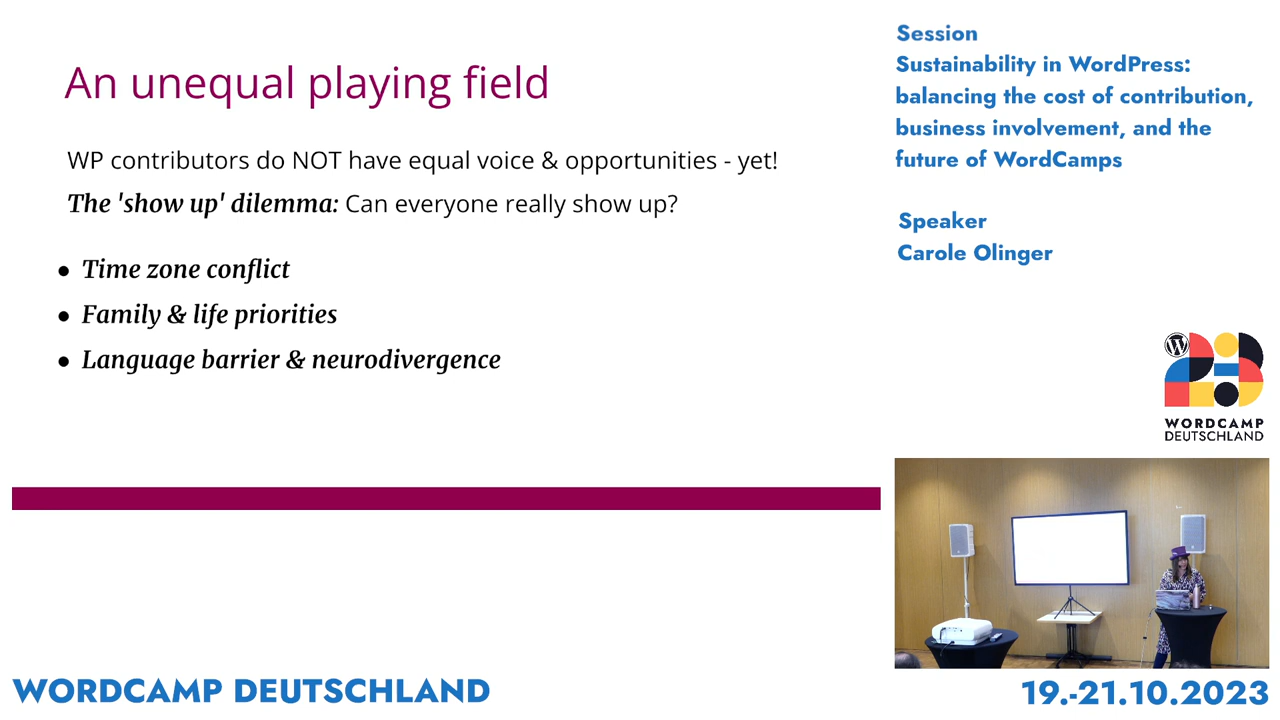 An unequal playing field
WP contributors do NOT have equal voice & opportunities - yet!
The 'show up' dilemma: Can everyone really show up?
• Time zone conflict
• Family & life priorities
• Language barrier & neurodivergence
Session
Sustainability in WordPress:
balancing the cost of contribution,
business involvement, and the
future of WordCamps
Speaker
Carole Olinger
WORDCAMP
DEUTSCHLAND
WORDCAMP DEUTSCHLAND
19.-21.10.2023